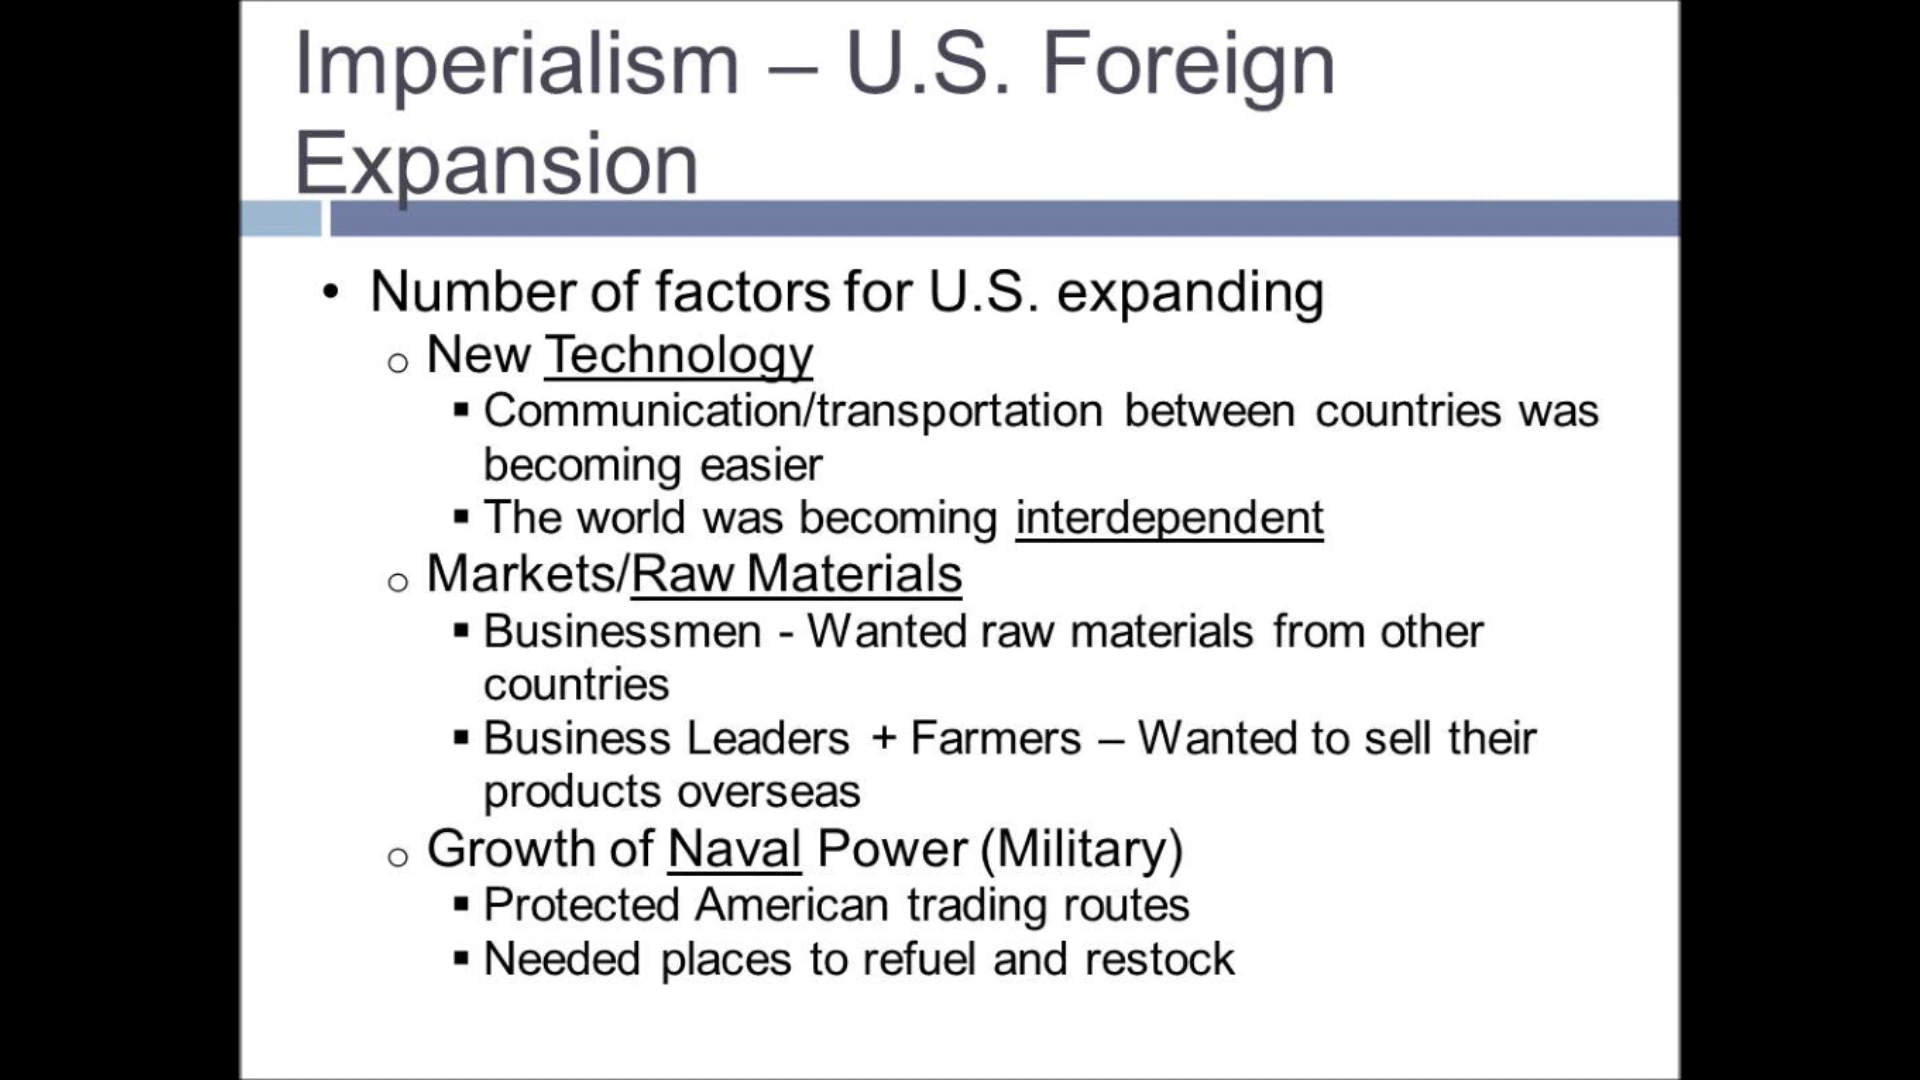 Imperialism – U.S. Foreign
Expansion
• Number of factors for U.S. expanding
o New Technology
▪ Communication/transportation between countries was
becoming easier
▪ The world was becoming interdependent
o Markets/Raw Materials
▪ Businessmen - Wanted raw materials from other
countries
▪ Business Leaders + Farmers – Wanted to sell their
products overseas
o Growth of Naval Power (Military)
▪ Protected American trading routes
▪ Needed places to refuel and restock